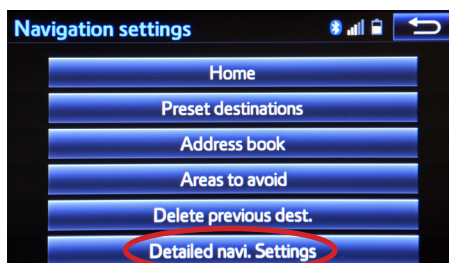 Navigation settings
Home
Preset destinations
Address book
Areas to avoid
Delete previous dest.
Detailed navi. Settings